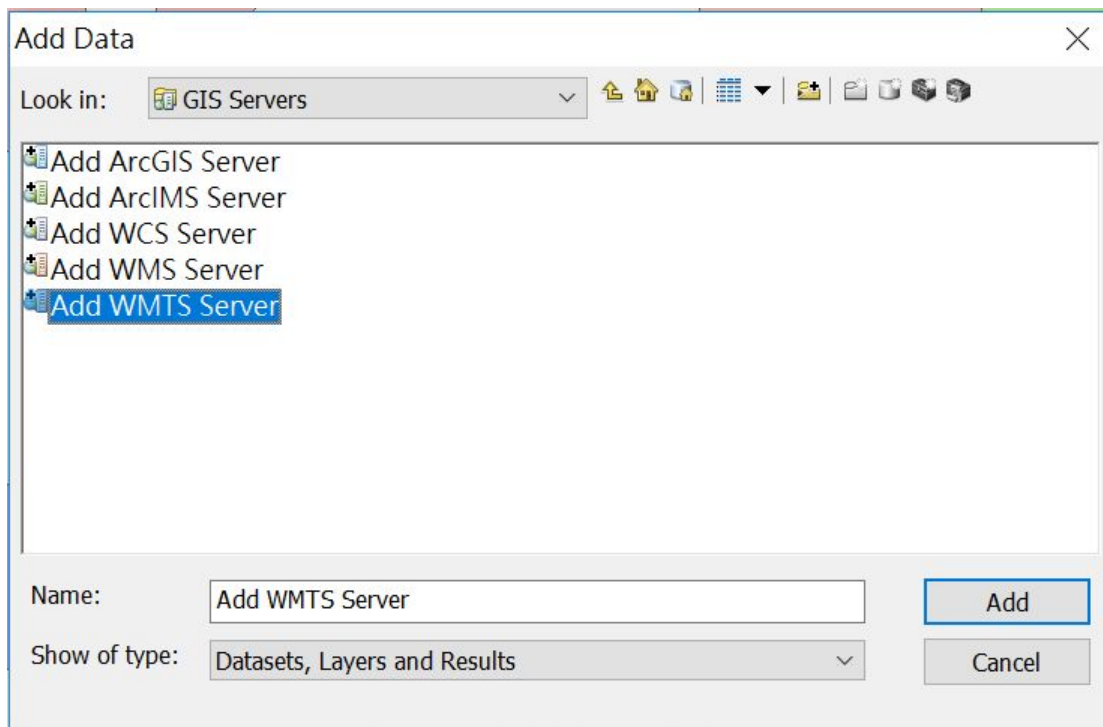 Add Data
Look in: GIS Servers
Add ArcGIS Server
Add ArcIMS Server
Add WCS Server
Add WMS Server
Add WMTS Server
Name: Add WMTS Server Add
Show of type: Datasets, Layers and Results Cancel